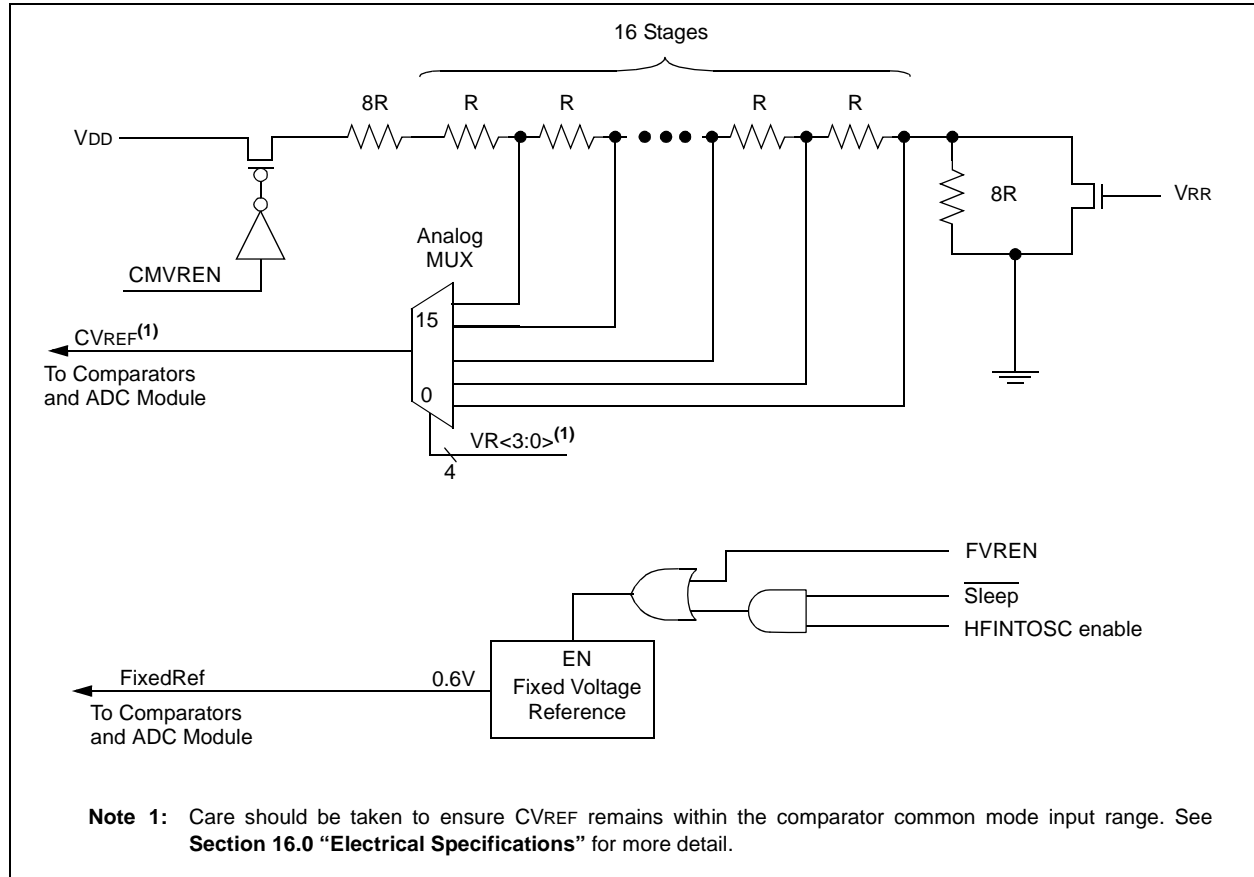 16 Stages
8R R R R R
VDD
8R
VRR
Analog
MUX
CMVREN
15
CVREF(1)
To Comparators
and ADC Module
0
VR<3:0>(1)
4
FVREN
Sleep
HFINTOSC enable
EN
FixedRef 0.6V Fixed Voltage
Reference
To Comparators
and ADC Module
Note 1: Care should be taken to ensure CVREF remains within the comparator common mode input range. See
Section 16.0 “Electrical Specifications” for more detail.